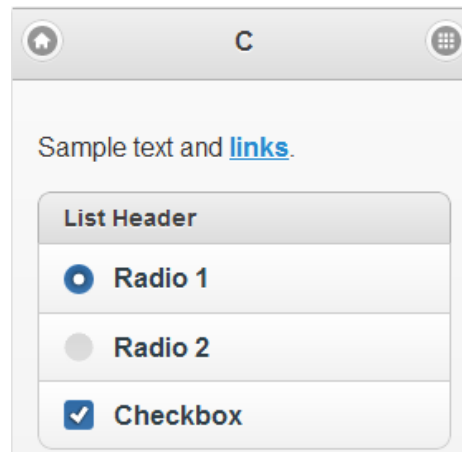 C
Sample text and links.
List Header
Radio 1
Radio 2
Checkbox